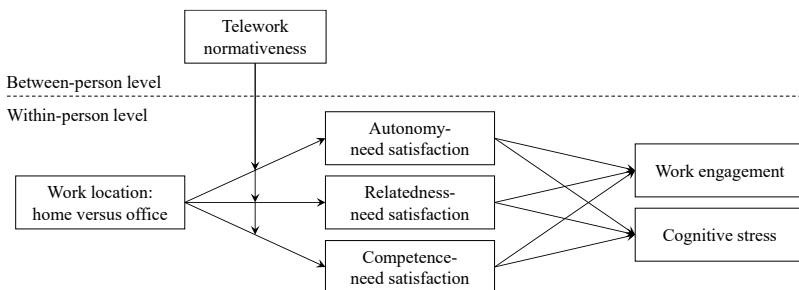 Telework
normativeness
Between-person level
Within-person level
Autonomy-
need satisfaction
Work location:
home versus office
Relatedness-
need satisfaction
Competence-
need satisfaction
Work engagement
Cognitive stress